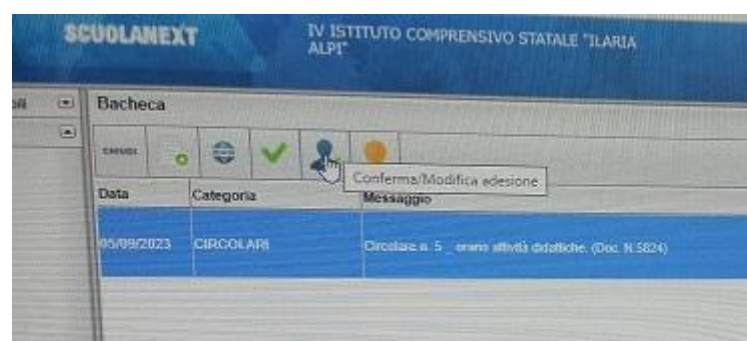 SCUOLANEXT
IV ISTITUTO COMPRENSIVO STATALE "ILARIA
ALPI"
Bacheca
CHIUDI
Conferma/Modifica adesione
Data Categoria Messaggio
05/09/2023 CIRCOLARI Circolare n. 5 _ orario attività didattiche. (Doc. N.5824)